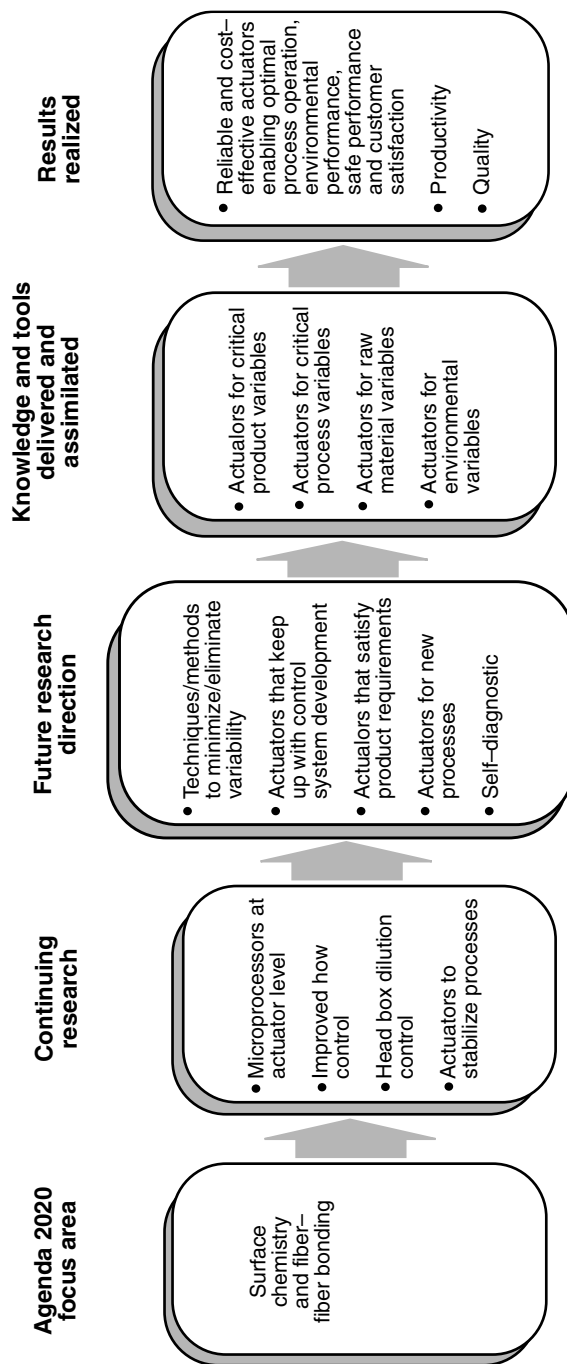 Agenda 2020
focus area
Surface
chemistry
and fiber–
fiber bonding
Continuing
research
• Microprocessors at
actuator level
• Improved how
control
• Head box dilution
control
• Actuators to
stabilize processes
Future research
direction
• Techniques/methods
to minimize/eliminate
variability
• Actuators that keep
up with control
system development
• Actualors that satisfy
product requirements
• Actuators for new
processes
• Self–diagnostic
Knowledge and tools
delivered and
assimilated
• Actualors for critical
product variables
• Actuators for critical
process variables
• Actuators for raw
material variables
• Actuators for
environmental
variables
Results
realized
• Reliable and cost–
effective actuators
enabling optimal
process operation,
environmental
performance,
safe performance
and customer
satisfaction
• Productivity
• Quality